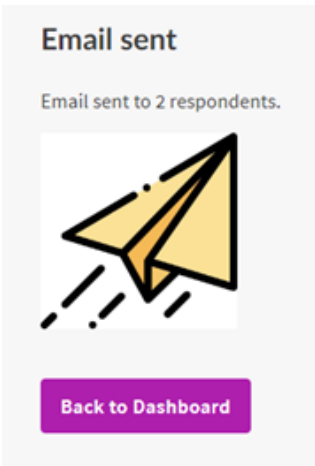 Email sent
Email sent to 2 respondents.
Back to Dashboard